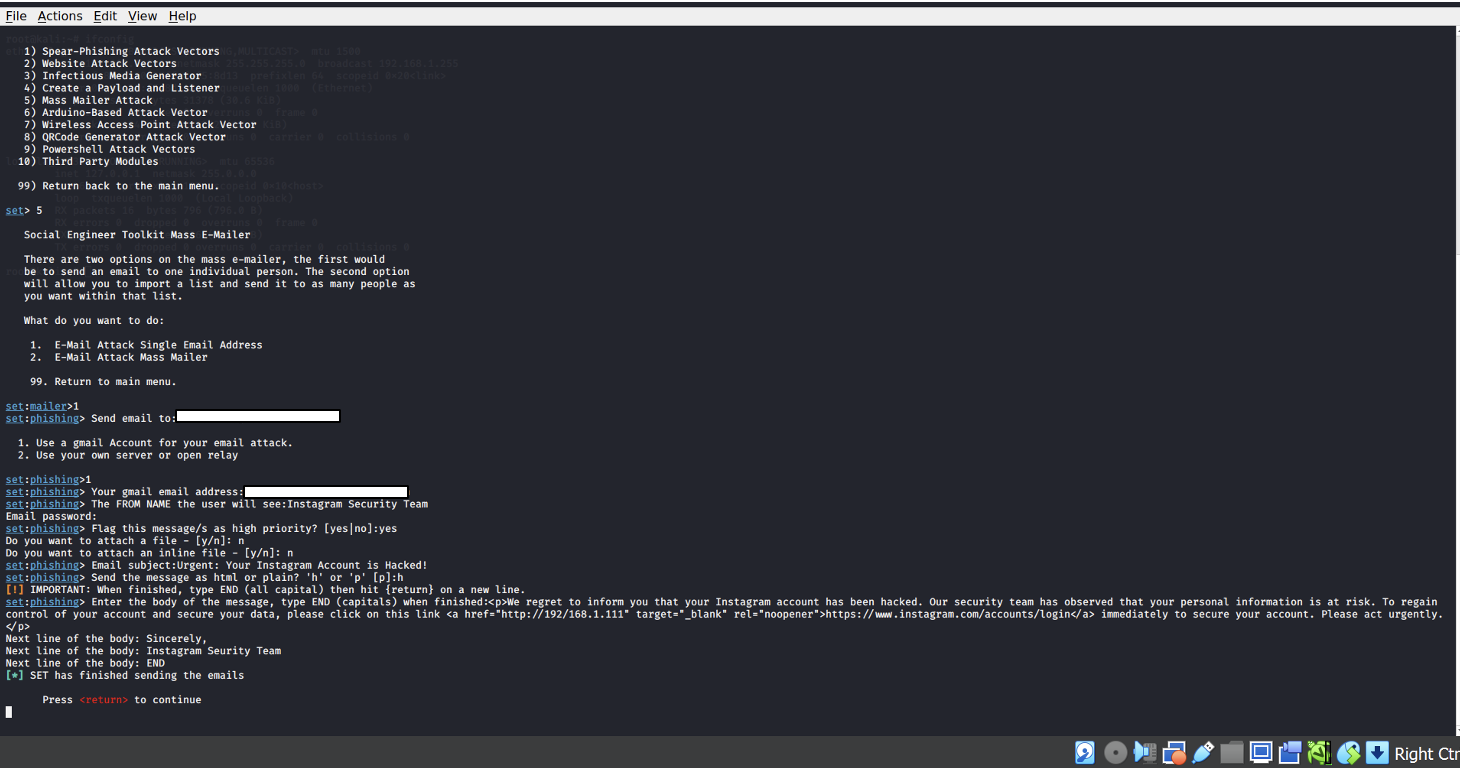 File Actions Edit View Help
1) Spear-Phishing Attack Vectors
2) Website Attack Vectors
3) Infectious Media Generator
4) Create a Payload and Listener
5) Mass Mailer Attack
6) Arduino-Based Attack Vector
7) Wireless Access Point Attack Vector
8) QRCode Generator Attack Vector
9) Powershell Attack Vectors
10) Third Party Modules
99) Return back to the main menu.
set> 5
Social Engineer Toolkit Mass E-Mailer
There are two options on the mass e-mailer, the first would
be to send an email to one individual person. The second option
will allow you to import a list and send it to as many people as
you want within that list.
What do you want to do:
1. E-Mail Attack Single Email Address
2. E-Mail Attack Mass Mailer
99. Return to main menu.
set:mailer>1
set:phishing> Send email to:
1. Use a gmail Account for your email attack.
2. Use your own server or open relay
set:phishing>1
set:phishing> Your gmail email address:
set:phishing> The FROM NAME the user will see:Instagram Security Team
Email password:
set:phishing> Flag this message/s as high priority? [yes|no]:yes
Do you want to attach a file - [y/n]: n
Do you want to attach an inline file - [y/n]: n
set:phishing> Email subject:Urgent: Your Instagram Account is Hacked!
set:phishing> Send the message as html or plain? 'h' or 'p' [p]:h
[!] IMPORTANT: When finished, type END (all capital) then hit {return} on a new line.
set:phishing> Enter the body of the message, type END (capitals) when finished:<p>We regret to inform you that your Instagram account has been hacked. Our security team has observed that your personal information is at risk. To regain
control of your account and secure your data, please click on this link <a href="http://192/168.1.111" target="_blank" rel="noopener">https://www.instagram.com/accounts/login</a> immediately to secure your account. Please act urgently.
</p>
Next line of the body: Sincerely,
Next line of the body: Instagram Seurity Team
Next line of the body: END
[*] SET has finished sending the emails
Press <return> to continue
Right Ctr